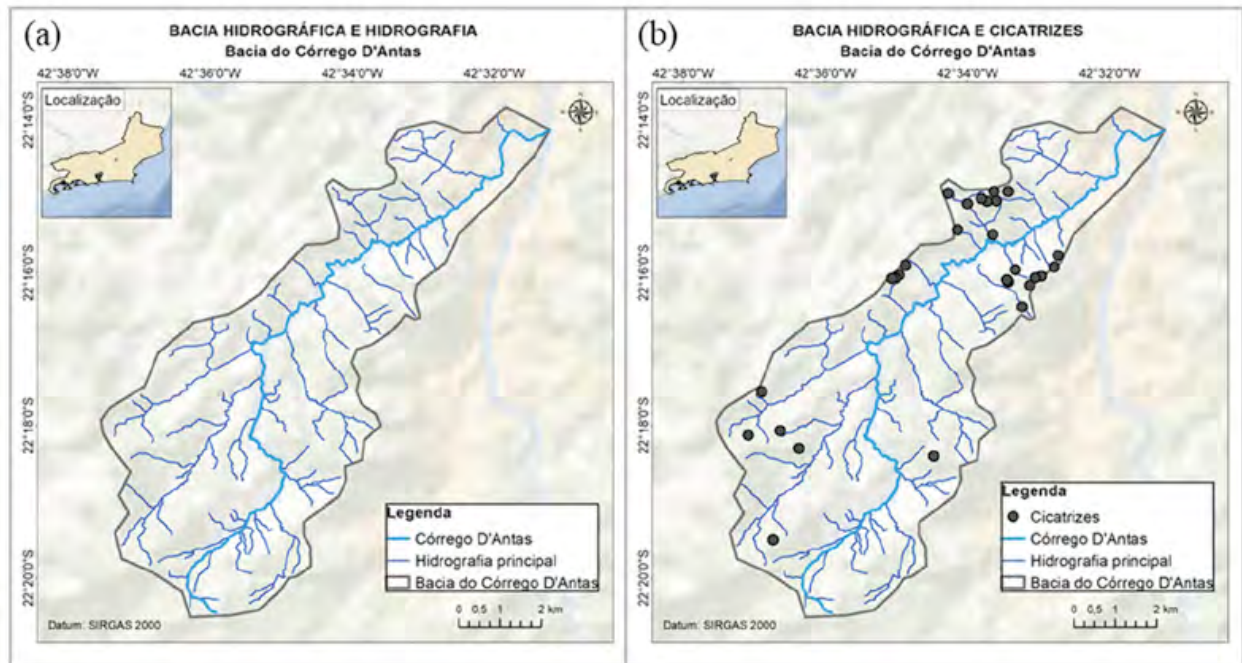 (a)
BACIA HIDROGRÁFICA E HIDROGRAFIA
Bacia do Córrego D'Antas
42°38'0"W 42°36'0"W 42°34'0"W 42°32'0"W
Localização
22°14'0"S
22°16'0"S
22°18'0"S
22°20'0"S
Legenda
Córrego D'Antas
Hidrografia principal
Bacia do Córrego D'Antas
0 0,5 1 2 km
Datum: SIRGAS 2000
(b)
BACIA HIDROGRÁFICA E CICATRIZES
Bacia do Córrego D'Antas
42°38'0"W 42°36'0"W 42°34'0"W 42°32'0"W
Localização
22°14'0"S
22°16'0"S
22°18'0"S
22°20'0"S
Legenda
Cicatrizes
Córrego D'Antas
Hidrografia principal
Bacia do Córrego D'Antas
0 0,5 1 2 km
Datum: SIRGAS 2000